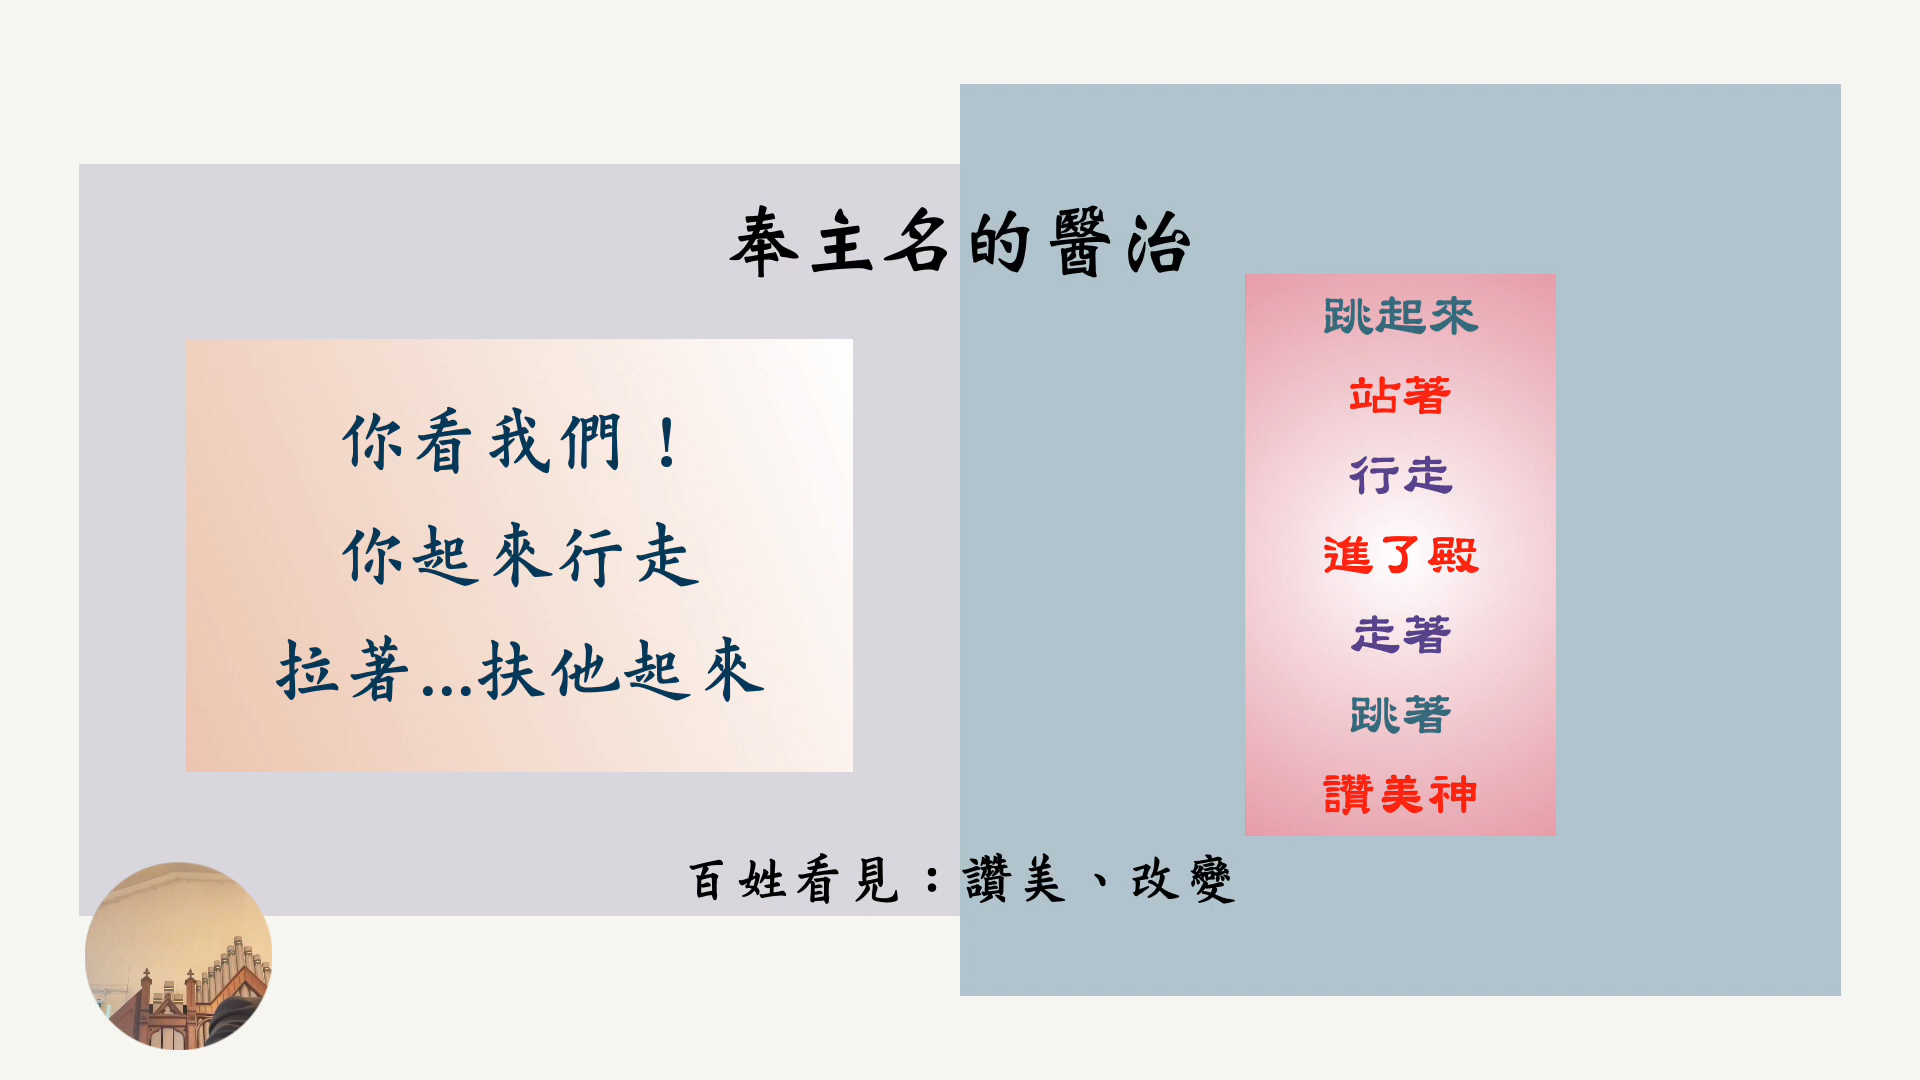 奉主名的醫治
你看我們！
你起來行走
拉著...扶他起來
跳起來
站著
行走
進了殿
走著
跳著
讚美神
百姓看見：讚美、改變